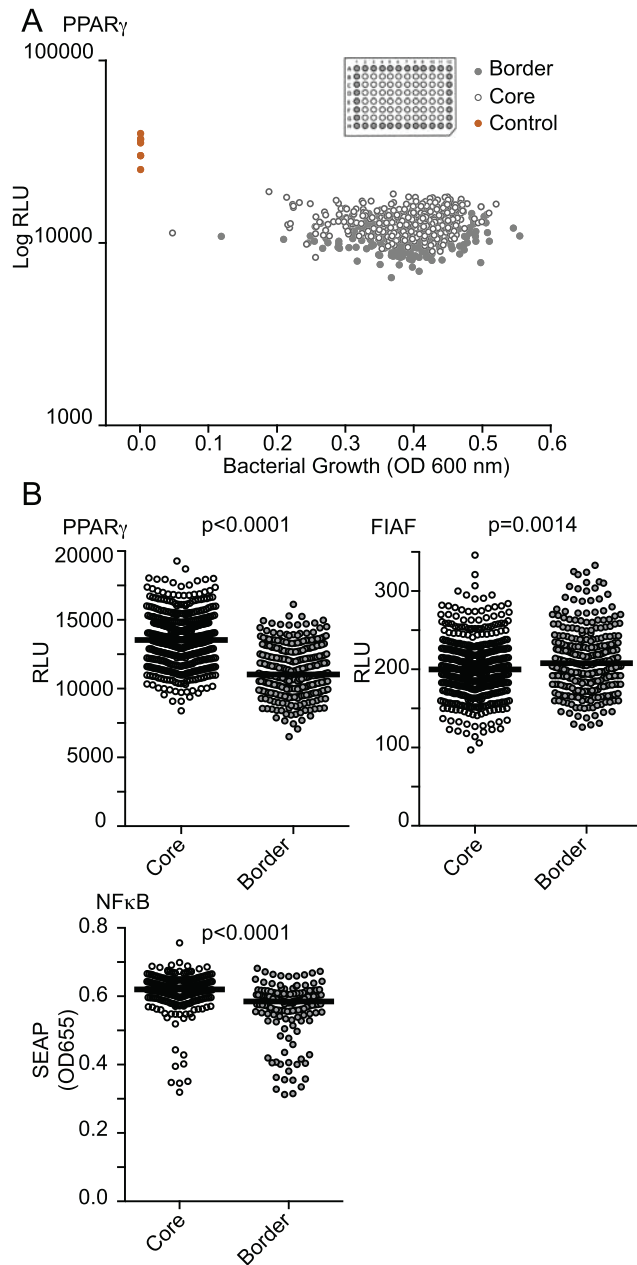 A PPARγ
100000
10000
1000
Log RLU
Border
Core
Control
0.0 0.1 0.2 0.3 0.4 0.5 0.6
Bacterial Growth (OD 600 nm)
B
PPARγ p<0.0001
20000
15000
10000
5000
0
RLU
Core Border
FIAF p=0.0014
300
200
100
0
RLU
Core Border
NFκB
p<0.0001
0.8
0.6
0.4
0.2
0.0
SEAP
(OD655)
Core Border